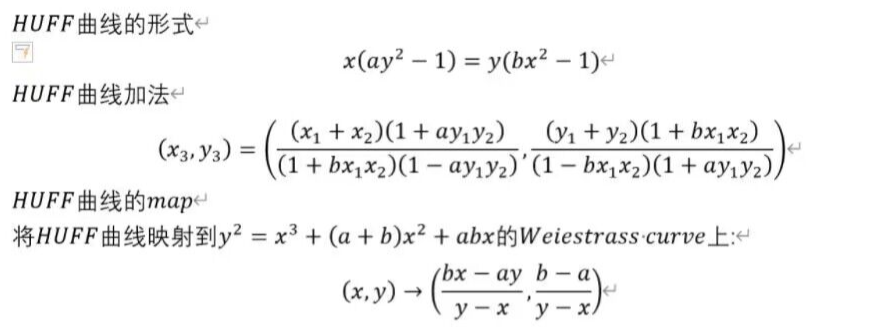 HUFF曲线的形式↵
x(ay² − 1) = y(bx² − 1)↵
HUFF曲线加法↵
(x₃, y₃) = ( (x₁ + x₂)(1 + ay₁y₂) / (1 + bx₁x₂)(1 − ay₁y₂) , (y₁ + y₂)(1 + bx₁x₂) / (1 − bx₁x₂)(1 + ay₁y₂) )↵
HUFF曲线的map↵
将HUFF曲线映射到y² = x³ + (a + b)x² + abx的Weiestrass·curve上:↵
(x, y) → ( bx − ay / y − x , b − a / y − x )↵